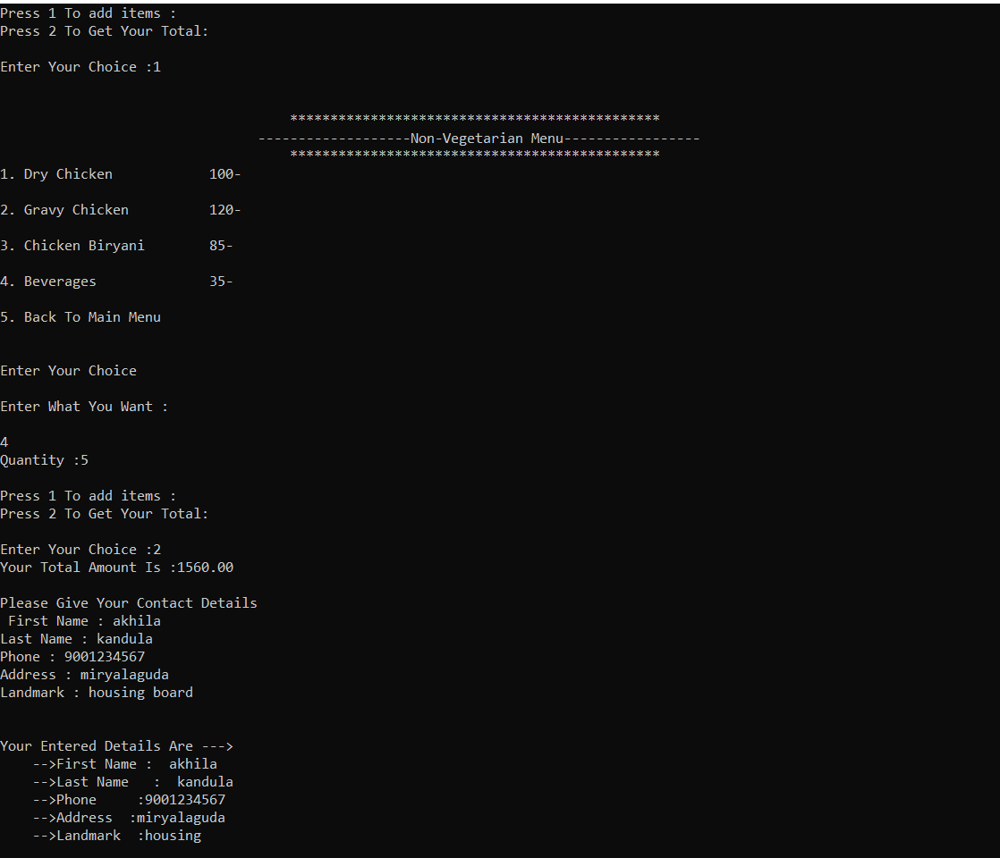 Press 1 To add items :
Press 2 To Get Your Total:
Enter Your Choice :1
**********************************************
-------------------Non-Vegetarian Menu-----------------
**********************************************
1. Dry Chicken            100-
2. Gravy Chicken          120-
3. Chicken Biryani        85-
4. Beverages              35-
5. Back To Main Menu
Enter Your Choice
Enter What You Want :
4
Quantity :5
Press 1 To add items :
Press 2 To Get Your Total:
Enter Your Choice :2
Your Total Amount Is :1560.00
Please Give Your Contact Details
 First Name : akhila
Last Name : kandula
Phone : 9001234567
Address : miryalaguda
Landmark : housing board
Your Entered Details Are --->
    -->First Name :  akhila
    -->Last Name   :  kandula
    -->Phone     :9001234567
    -->Address  :miryalaguda
    -->Landmark  :housing